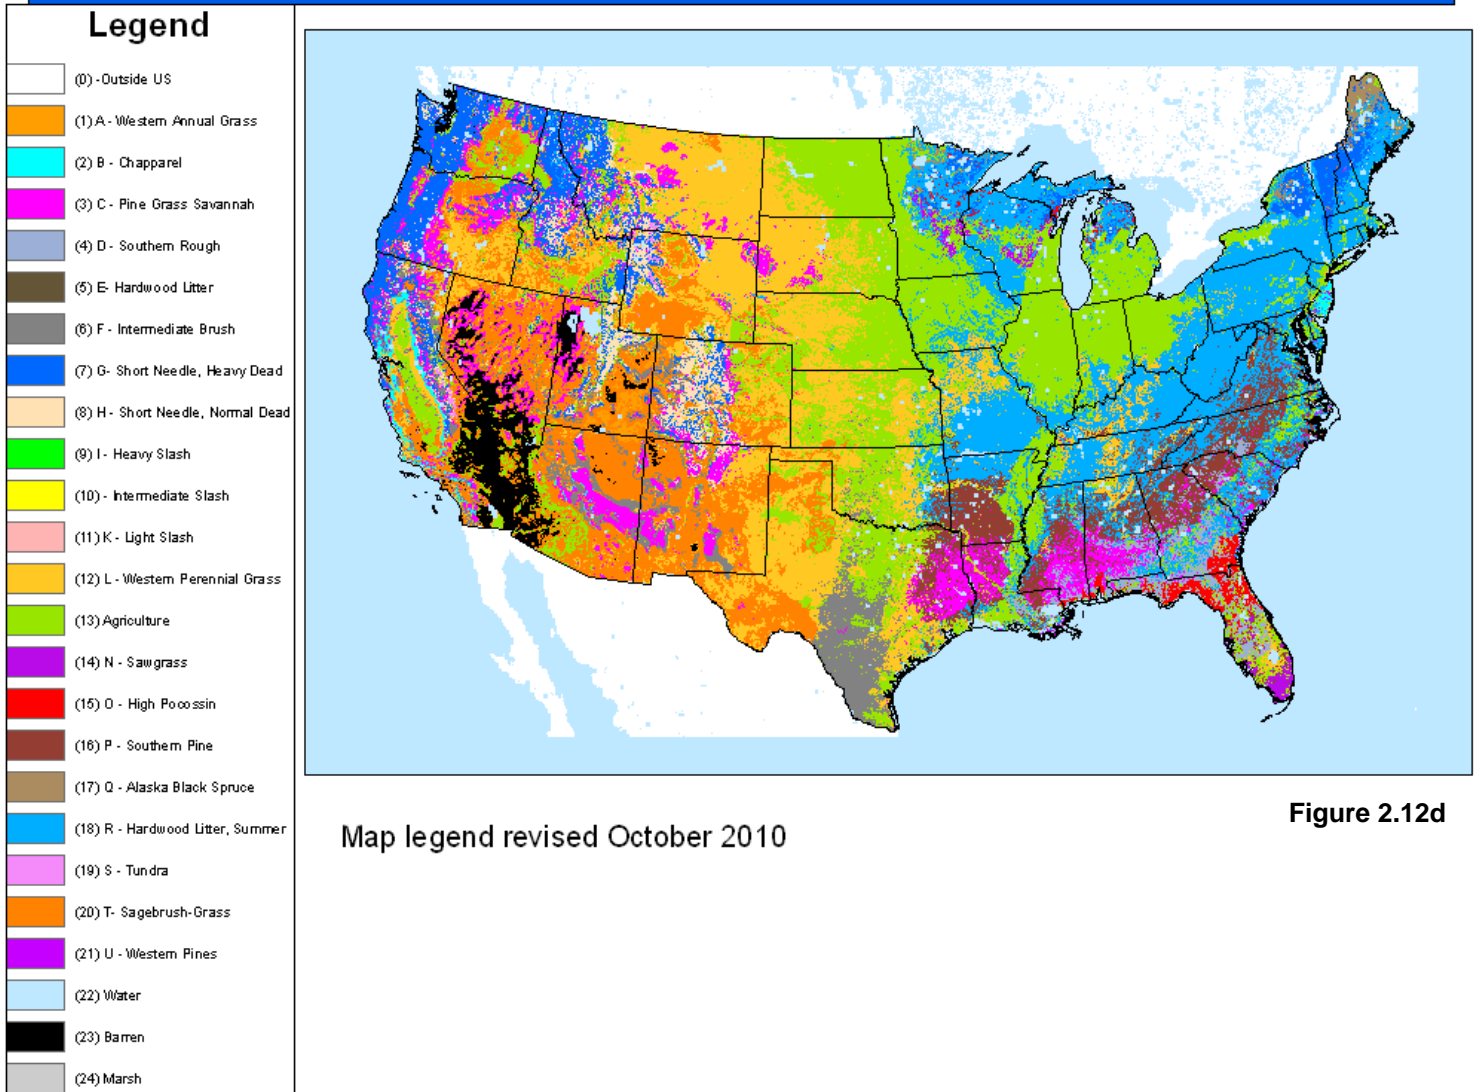 Legend
(0) -Outside US
(1) A - Western Annual Grass
(2) B - Chapparel
(3) C - Pine Grass Savannah
(4) D - Southern Rough
(5) E- Hardwood Litter
(6) F - Intermediate Brush
(7) G- Short Needle, Heavy Dead
(8) H - Short Needle, Normal Dead
(9) I - Heavy Slash
(10) - Intermediate Slash
(11) K - Light Slash
(12) L - Western Perennial Grass
(13) Agriculture
(14) N - Sawgrass
(15) O - High Pocossin
(16) P - Southern Pine
(17) Q - Alaska Black Spruce
(18) R - Hardwood Litter, Summer
(19) S - Tundra
(20) T- Sagebrush-Grass
(21) U - Western Pines
(22) Water
(23) Barren
(24) Marsh
Figure 2.12d
Map legend revised October 2010